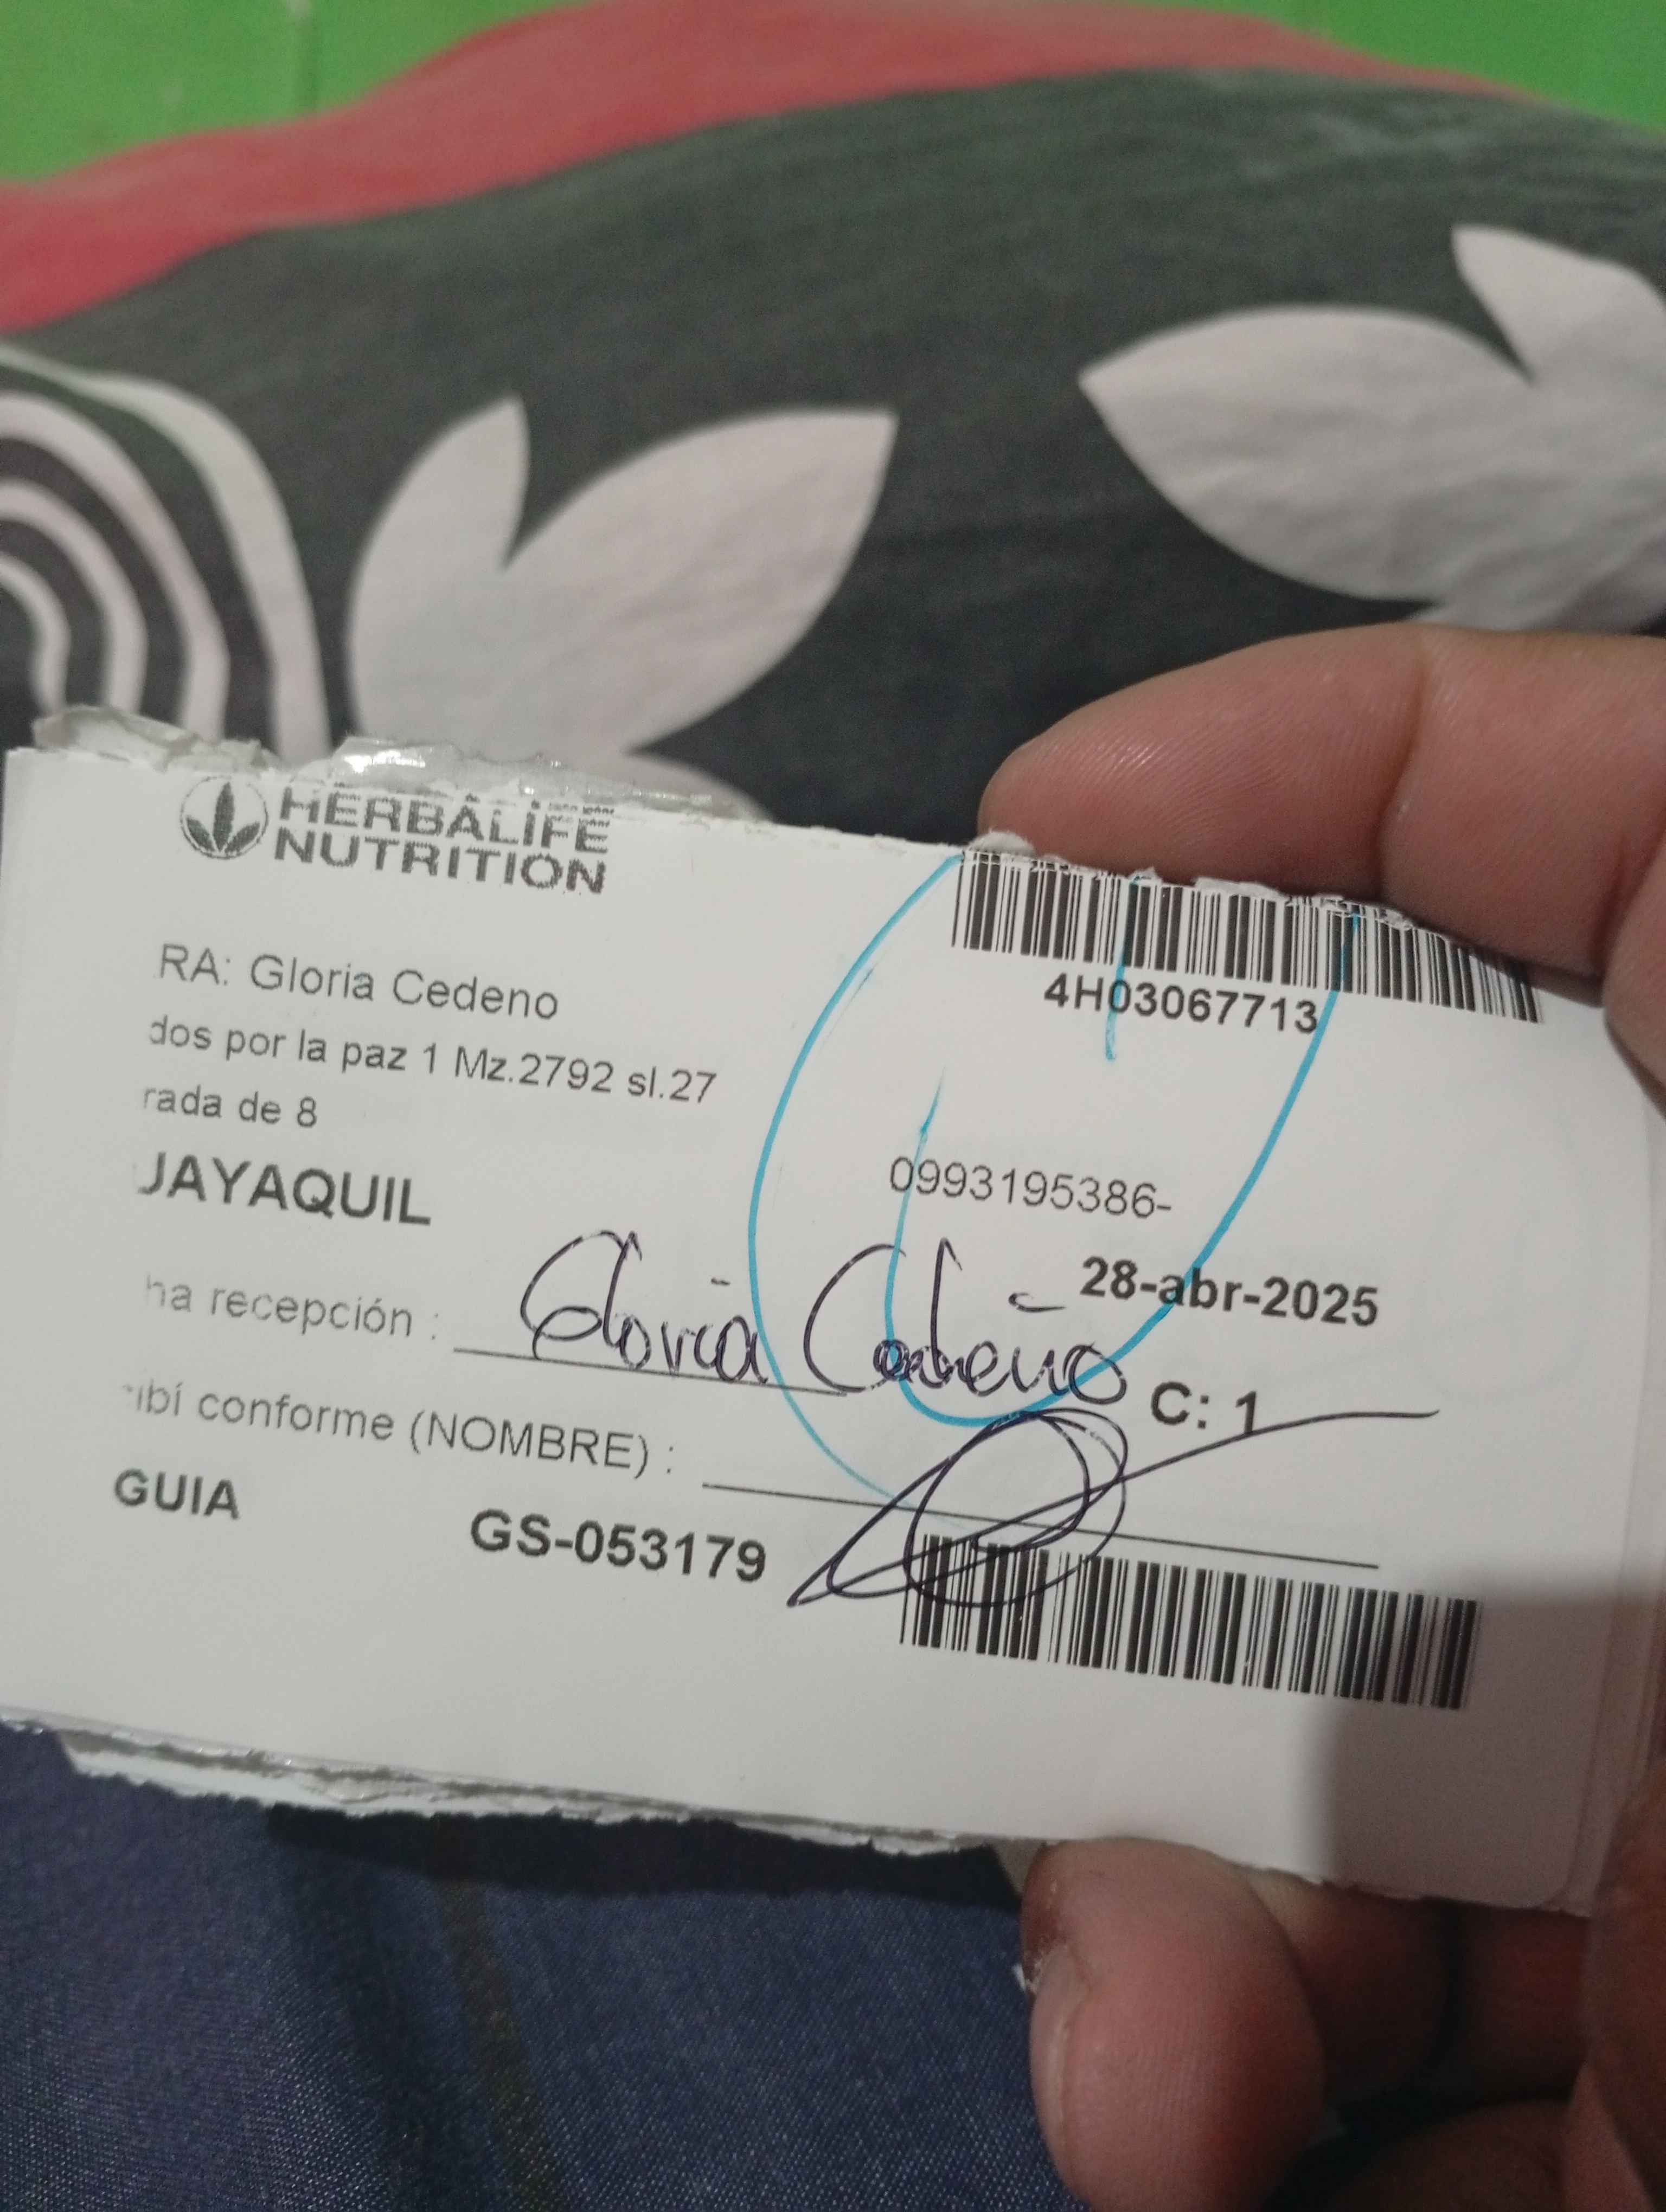 HERBALIFE
NUTRITION
4H03067713
RA: Gloria Cedeno
dos por la paz 1 Mz.2792 sl.27
rada de 8
JAYAQUIL
0993195386-
28-abr-2025
ha recepción : Gloria Cedeño
C: 1
ibí conforme (NOMBRE) :
GUIA GS-053179